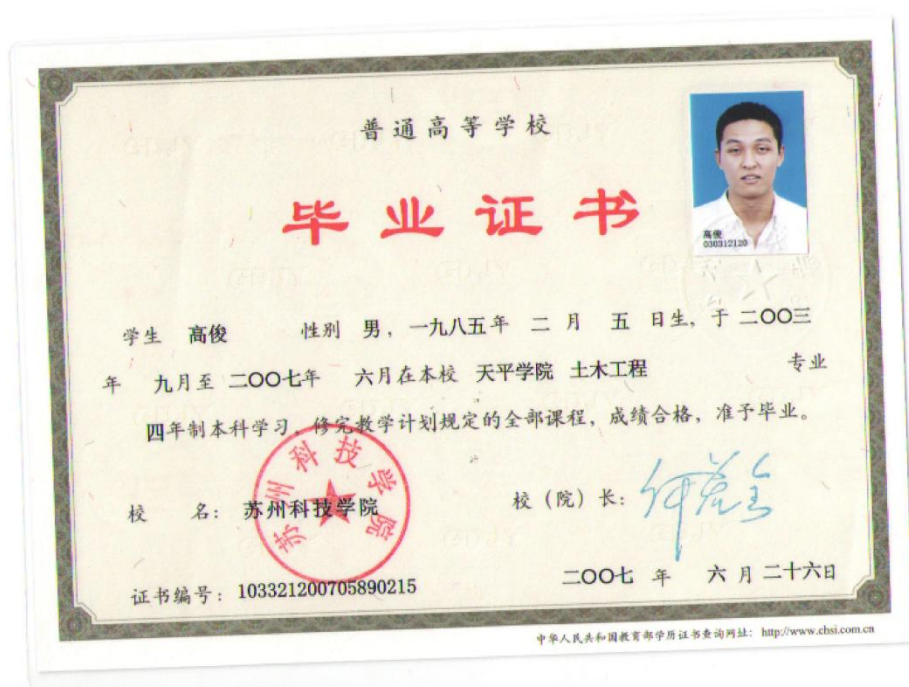 普通高等学校
毕业证书
高俊
030312120
学生 高俊 性别 男，一九八五年 二 月 五 日生，于 二〇〇三
年 九月至 二〇〇七年 六月在本校 天平学院 土木工程 专业
四年制本科学习，修完教学计划规定的全部课程，成绩合格，准予毕业。
苏州科技学院
校 名：苏州科技学院 校（院）长：
证书编号：103321200705890215 二〇〇七 年 六 月 二十六日
中华人民共和国教育部学历证书查询网址：http://www.chsi.com.cn